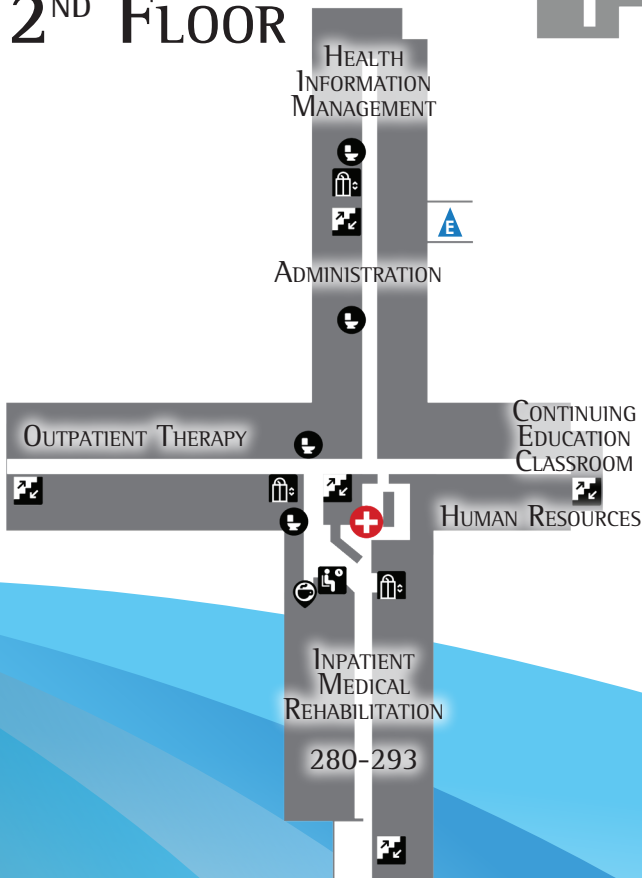 2ND FLOOR
HEALTH
INFORMATION
MANAGEMENT
E
ADMINISTRATION
OUTPATIENT THERAPY
CONTINUING
EDUCATION
CLASSROOM
HUMAN RESOURCES
INPATIENT
MEDICAL
REHABILITATION
280-293